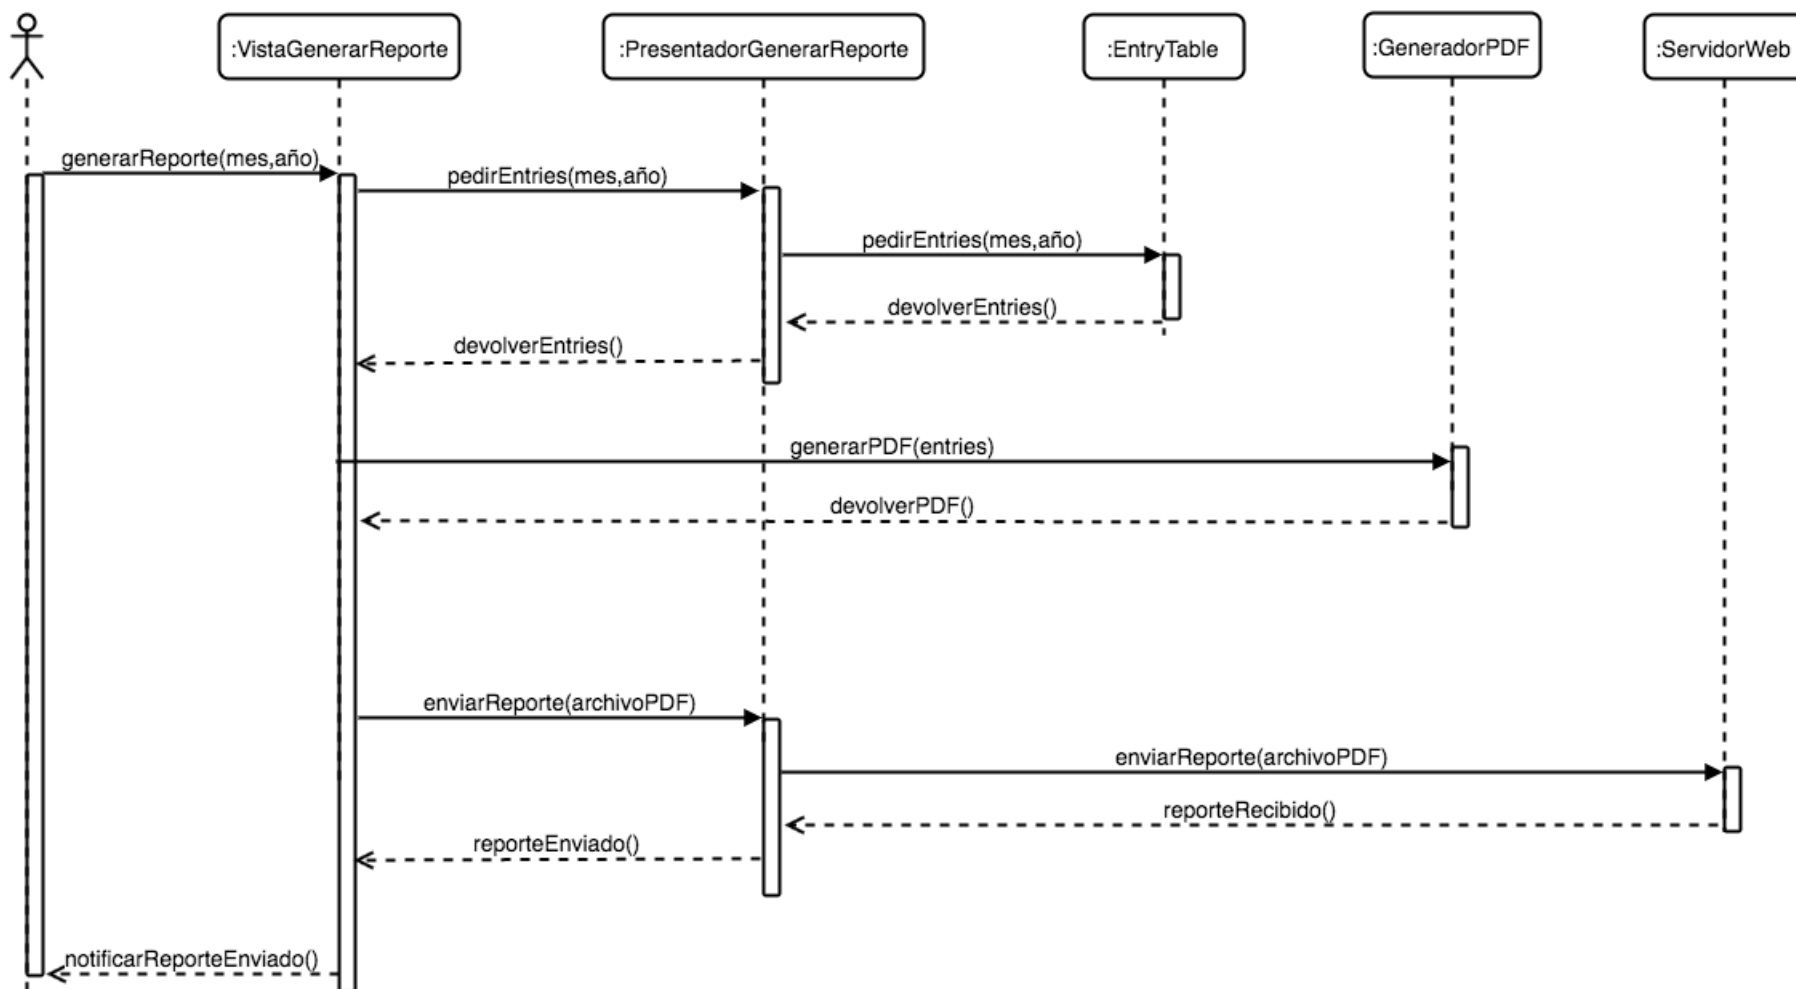 :VistaGenerarReporte
:PresentadorGenerarReporte
:EntryTable
:GeneradorPDF
:ServidorWeb
generarReporte(mes,año)
pedirEntries(mes,año)
pedirEntries(mes,año)
devolverEntries()
devolverEntries()
generarPDF(entries)
devolverPDF()
enviarReporte(archivoPDF)
enviarReporte(archivoPDF)
reporteRecibido()
reporteEnviado()
notificarReporteEnviado()